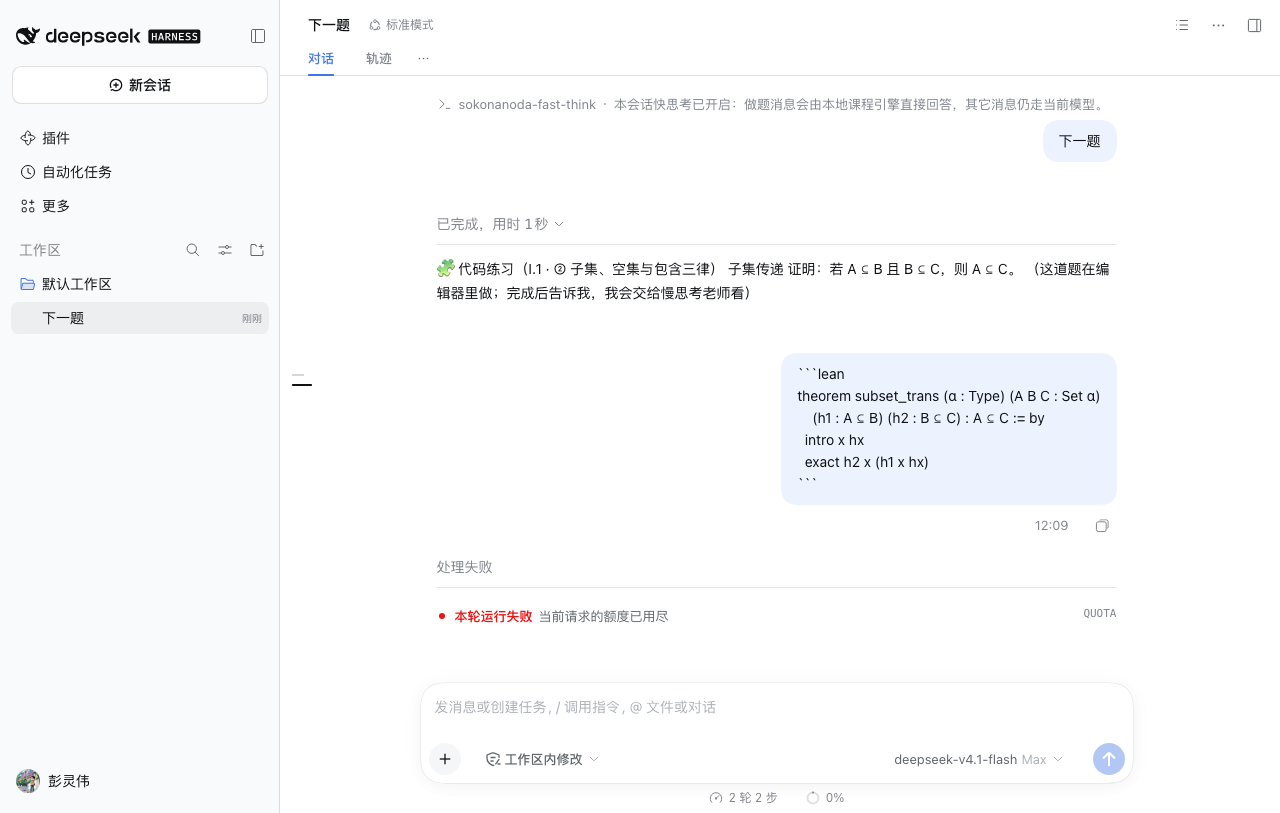 deepseek HARNESS
新会话
插件
自动化任务
更多
工作区
默认工作区
下一题
刚刚
彭灵伟
下一题
标准模式
对话
轨迹
sokonanoda-fast-think · 本会话快思考已开启：做题消息会由本地课程引擎直接回答，其它消息仍走当前模型。
下一题
已完成，用时 1 秒
🧩 代码练习（I.1 · ② 子集、空集与包含三律） 子集传递 证明：若 A ⊆ B 且 B ⊆ C，则 A ⊆ C。 （这道题在编
辑器里做；完成后告诉我，我会交给慢思考老师看）
```lean
theorem subset_trans (α : Type) (A B C : Set α)
    (h1 : A ⊆ B) (h2 : B ⊆ C) : A ⊆ C := by
  intro x hx
  exact h2 x (h1 x hx)
```
12:09
处理失败
本轮运行失败 当前请求的额度已用尽
QUOTA
发消息或创建任务, / 调用指令, @ 文件或对话
工作区内修改
deepseek-v4.1-flash Max
2 轮 2 步
0%